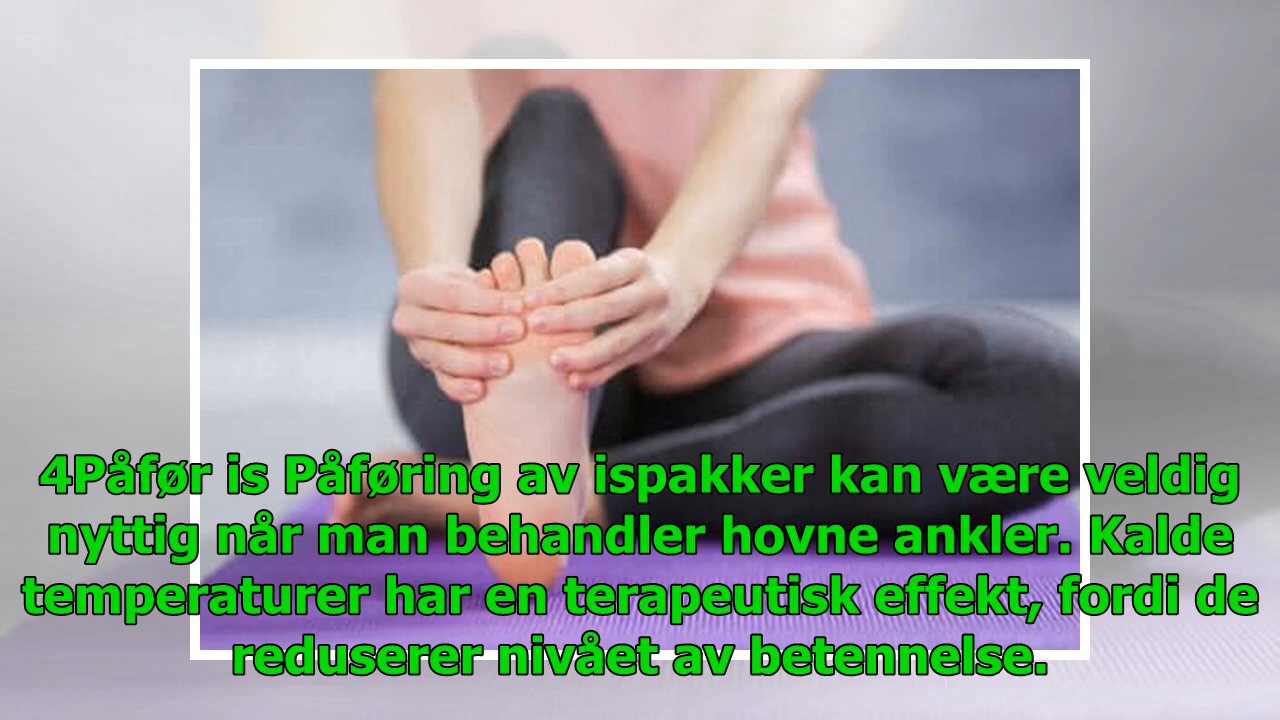 4Påfør is Påføring av ispakker kan være veldig
nyttig når man behandler hovne ankler. Kalde
temperaturer har en terapeutisk effekt, fordi de
reduserer nivået av betennelse.